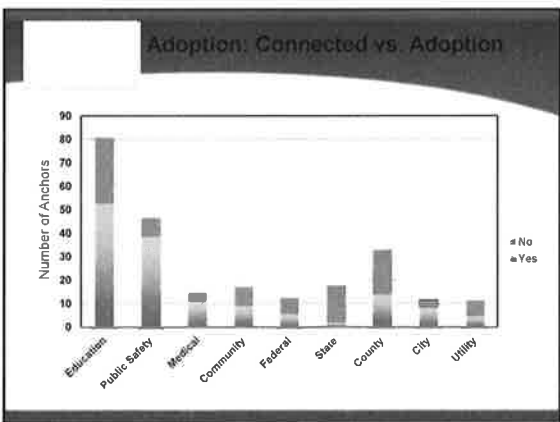 Adoption: Connected vs. Adoption
Number of Anchors
90
80
70
60
50
40
30
20
10
0
Education
Public Safety
Medical
Community
Federal
State
County
City
Utility
No
Yes